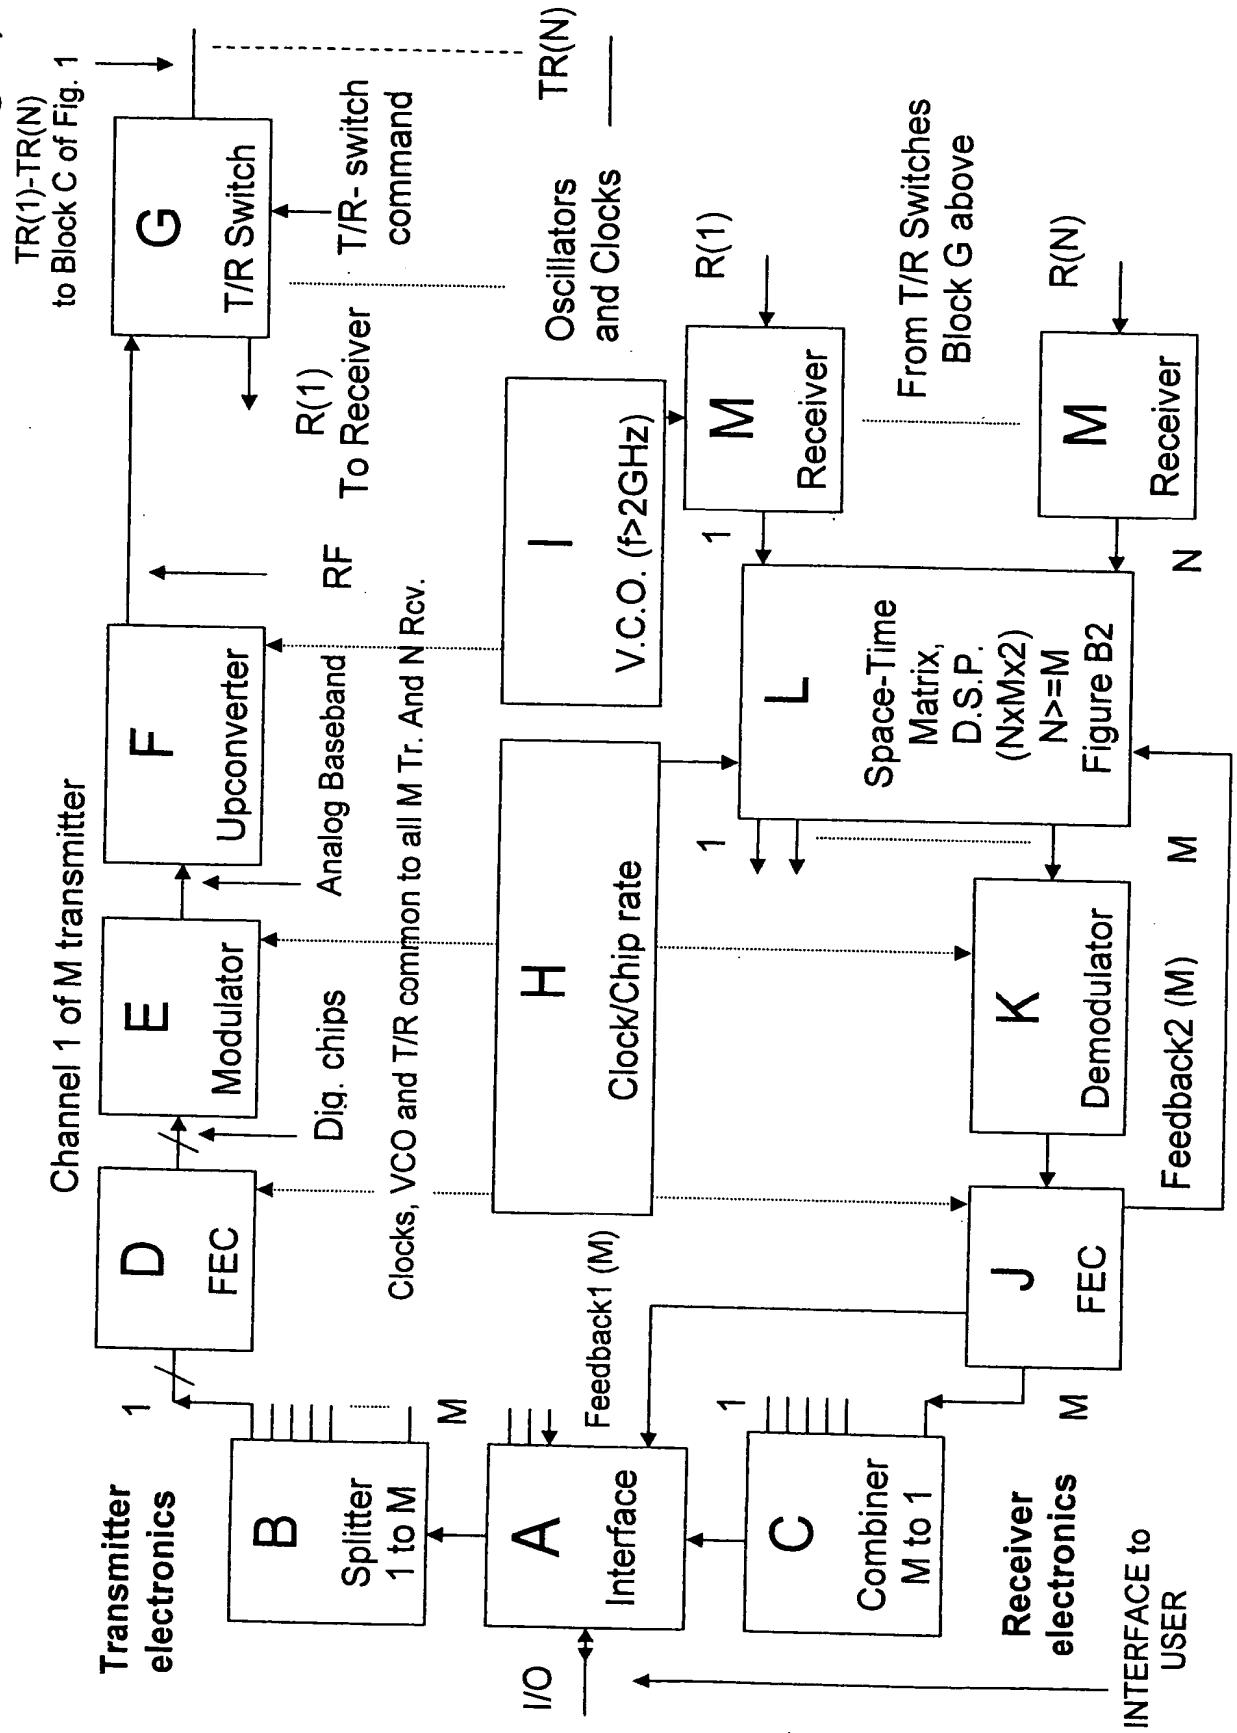 TR(1)-TR(N)
to Block C of Fig. 1
Channel 1 of M transmitter
Transmitter
electronics
1
D
FEC
E
Modulator
F
Upconverter
G
T/R Switch
Dig. chips
Analog Baseband
RF
R(1)
To Receiver
T/R- switch
command
TR(N)
B
Splitter
1 to M
M
Clocks, VCO and T/R common to all M Tr. And N Rcv.
Oscillators
and Clocks
I/O
A
Interface
Feedback1 (M)
H
Clock/Chip rate
I
V.C.O. (f>2GHz)
R(1)
M
Receiver
1
From T/R Switches
Block G above
C
Combiner
M to 1
1
M
J
FEC
K
Demodulator
1
L
Space-Time
Matrix,
D.S.P.
(NxMx2)
N>=M
Figure B2
M
N
M
Receiver
R(N)
Receiver
electronics
Feedback2 (M)
INTERFACE to
USER